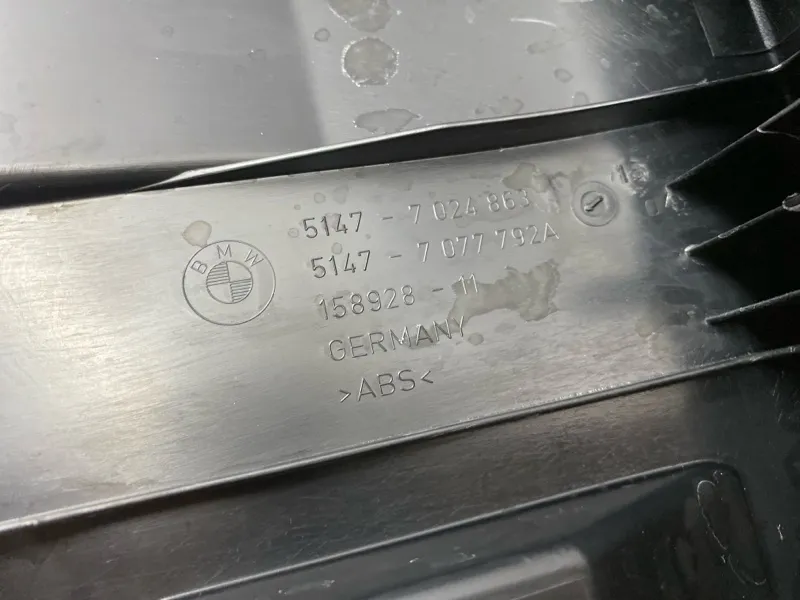 BMW
5147 - 7 024 863
5147 - 7 077 792A
158928 - 11
GERMANY
>ABS<